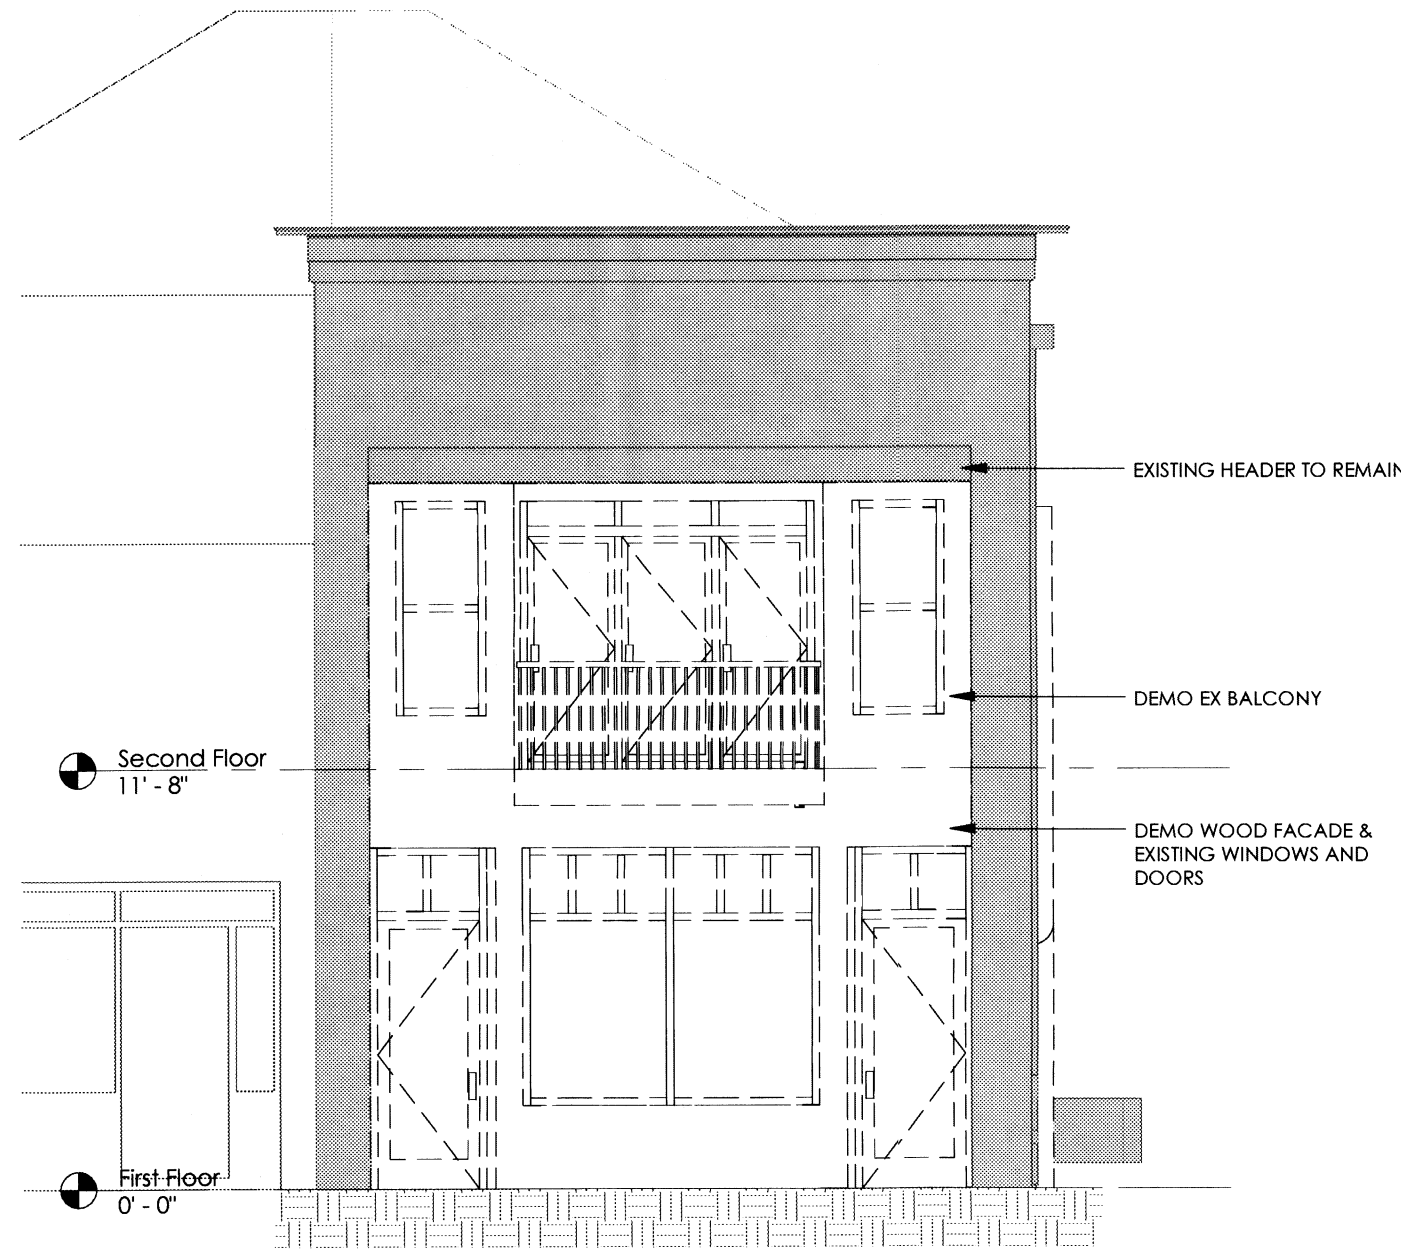 EXISTING HEADER TO REMAIN
DEMO EX BALCONY
Second Floor
11' - 8"
DEMO WOOD FACADE &
EXISTING WINDOWS AND
DOORS
First Floor
0' - 0"